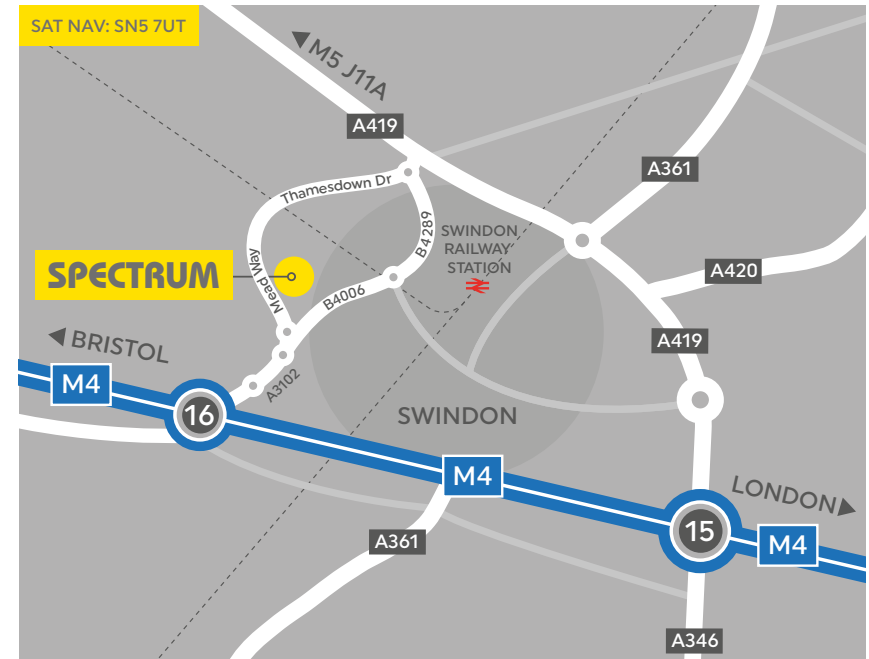 SAT NAV: SN5 7UT
M5 J11A
A419
A361
Thamesdown Dr
B4289
SWINDON
RAILWAY
STATION
A420
SPECTRUM
Mead Way
B4006
A419
BRISTOL
M4
A3102
16
SWINDON
M4
LONDON
15
M4
A361
A346